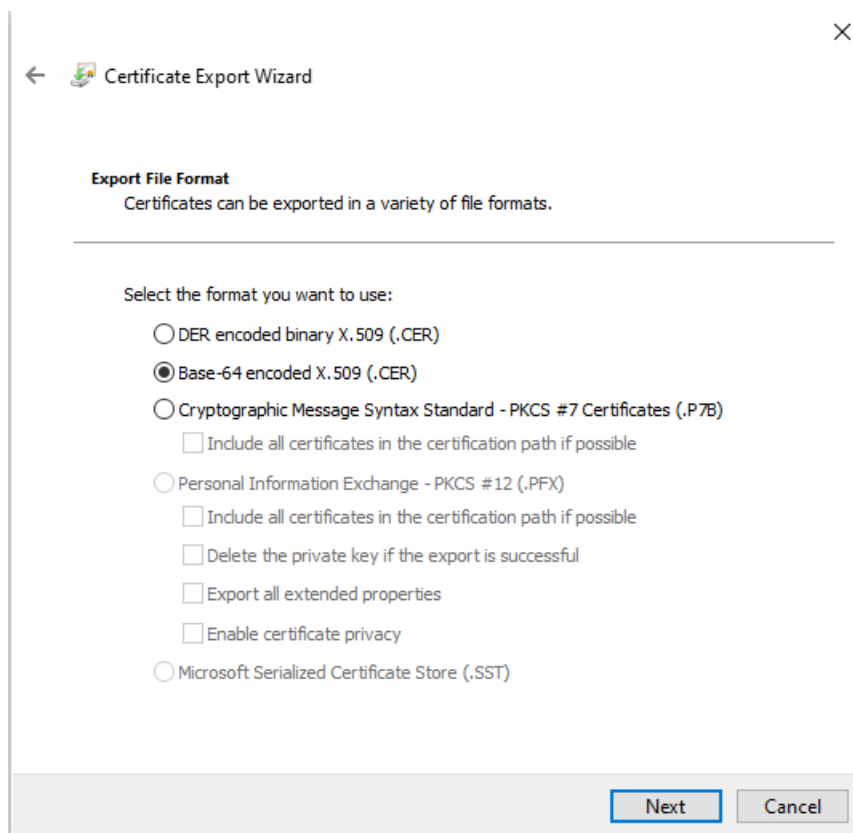 Certificate Export Wizard
Export File Format
Certificates can be exported in a variety of file formats.
Select the format you want to use:
DER encoded binary X.509 (.CER)
Base-64 encoded X.509 (.CER)
Cryptographic Message Syntax Standard - PKCS #7 Certificates (.P7B)
Include all certificates in the certification path if possible
Personal Information Exchange - PKCS #12 (.PFX)
Include all certificates in the certification path if possible
Delete the private key if the export is successful
Export all extended properties
Enable certificate privacy
Microsoft Serialized Certificate Store (.SST)
Next Cancel